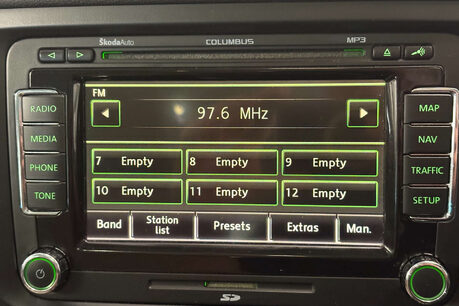 ŠkodaAuto COLUMBUS MP3
RADIO
MEDIA
PHONE
TONE
FM
97.6 MHz
7 Empty 8 Empty 9 Empty
10 Empty 11 Empty 12 Empty
Band Station list Presets Extras Man.
MAP
NAV
TRAFFIC
SETUP
SD